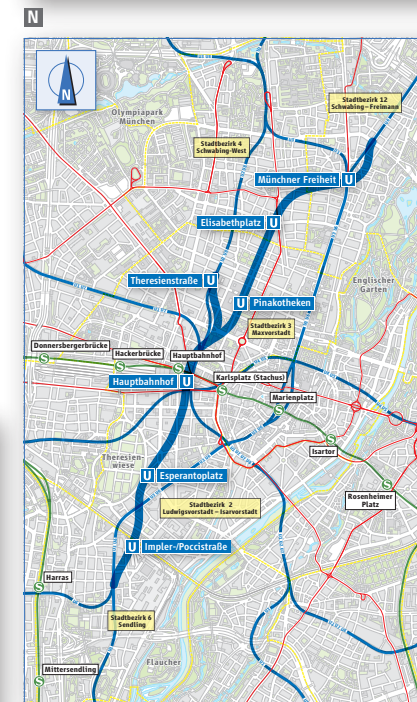 N
N
Olympiapark
München
Stadtbezirk 12
Schwabing – Freimann
Stadtbezirk 4
Schwabing-West
Münchner Freiheit U
Elisabethplatz U
Theresienstraße U
Englischer
Garten
U Pinakotheken
Stadtbezirk 3
Maxvorstadt
Donnersbergerbrücke
S
Hackerbrücke
S
Hauptbahnhof
S
Hauptbahnhof U
Karlsplatz (Stachus)
S
Marienplatz
S
Isartor
S
Theresien-
wiese
U Esperantoplatz
Rosenheimer
Platz
S
Stadtbezirk 2
Ludwigsvorstadt – Isarvorstadt
U Impler-/Poccistraße
Harras
S
Stadtbezirk 6
Sendling
Flaucher
Mittersendling
S